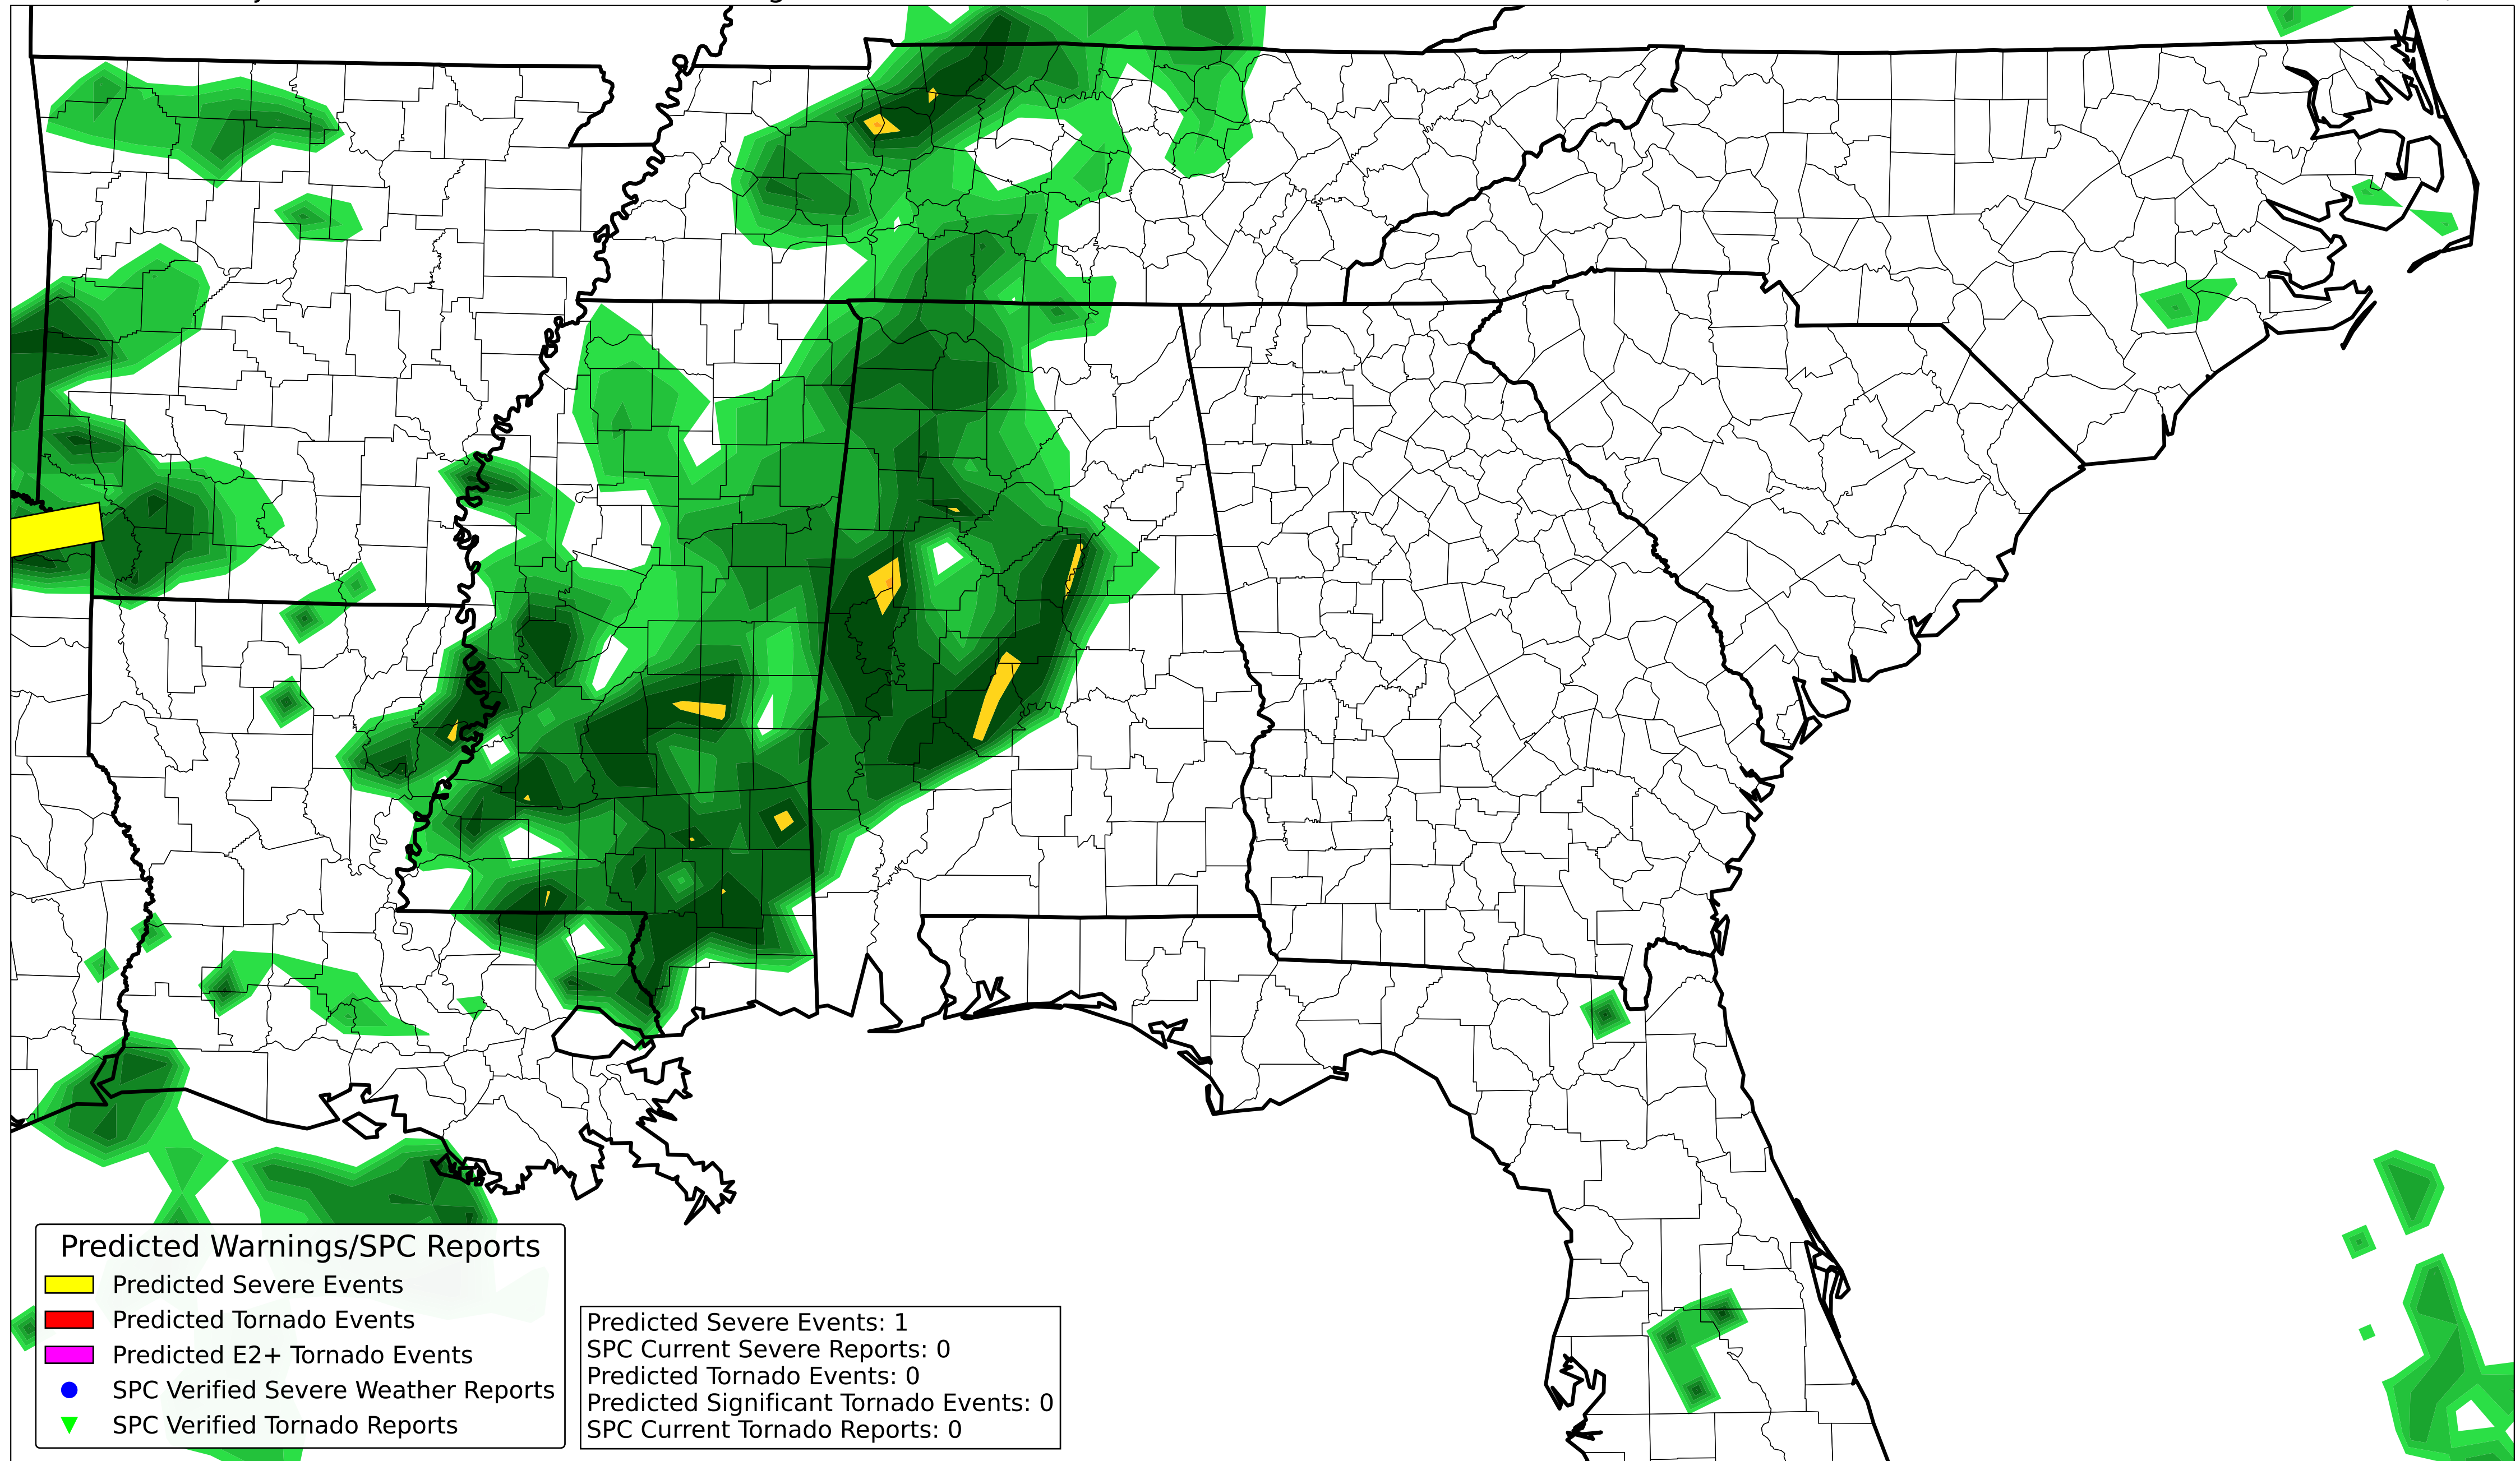 Predicted Warnings/SPC Reports
Predicted Severe Events
Predicted Tornado Events
Predicted E2+ Tornado Events
SPC Verified Severe Weather Reports
SPC Verified Tornado Reports
Predicted Severe Events: 1
SPC Current Severe Reports: 0
Predicted Tornado Events: 0
Predicted Significant Tornado Events: 0
SPC Current Tornado Reports: 0